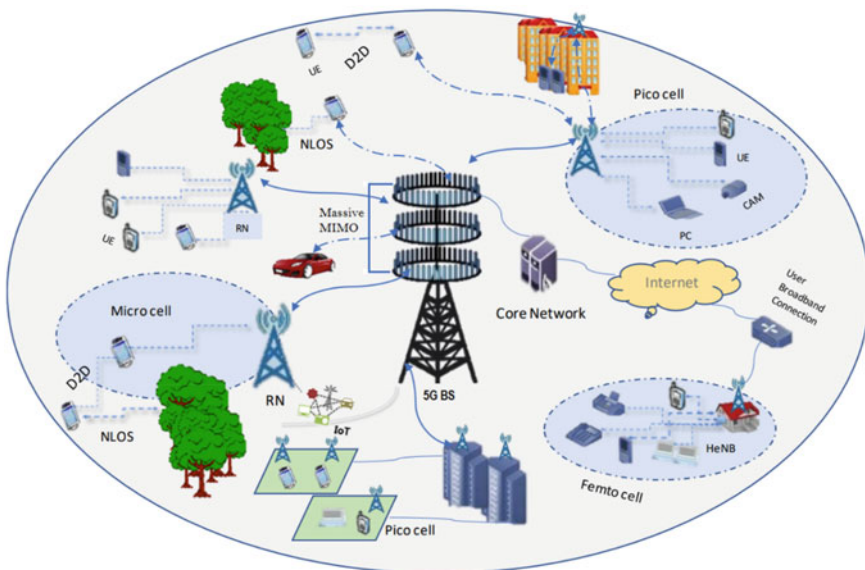 UE
D2D
Pico cell
NLOS
UE
CAM
PC
RN
UE
Massive
MIMO
Core Network
Internet
User
Broadband
Connection
Micro cell
D2D
NLOS
RN
IoT
5G BS
HeNB
Femto cell
Pico cell